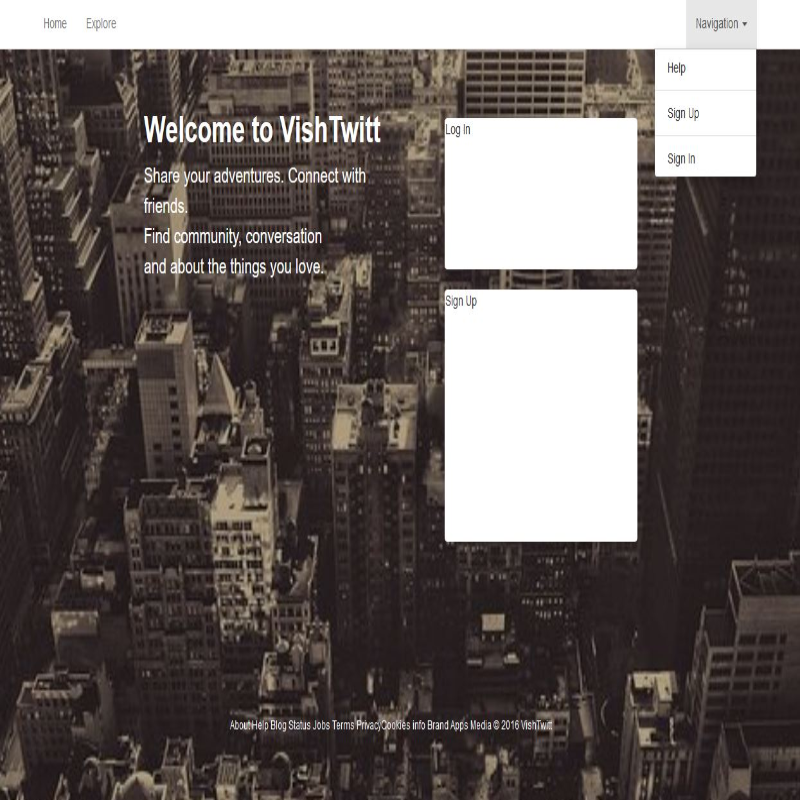 Home Explore Navigation
Help
Sign Up
Sign In
Welcome to VishTwitt
Share your adventures. Connect with
friends.
Find community, conversation
and about the things you love.
Log In
Sign Up
About Help Blog Status Jobs Terms PrivacyCookies info Brand Apps Media © 2016 VishTwitt